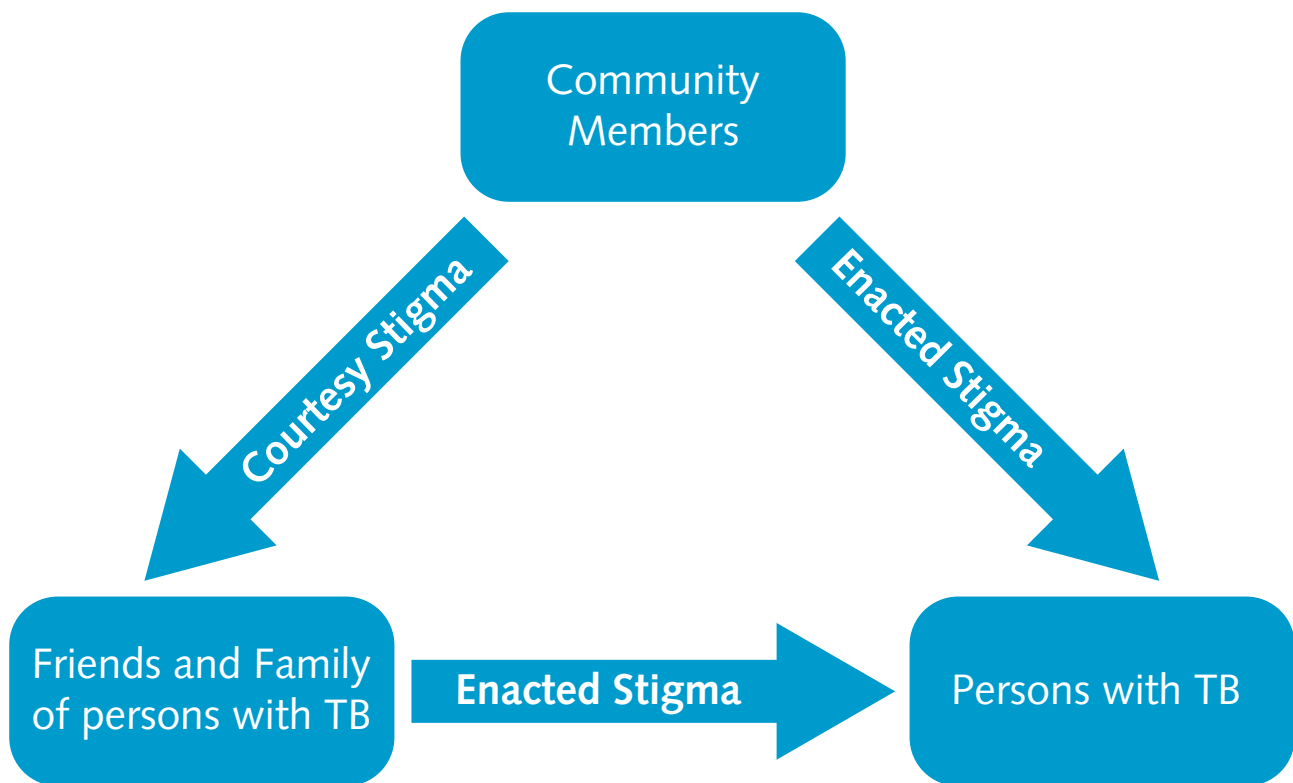 Community
Members
Courtesy Stigma
Enacted Stigma
Friends and Family
of persons with TB
Enacted Stigma
Persons with TB